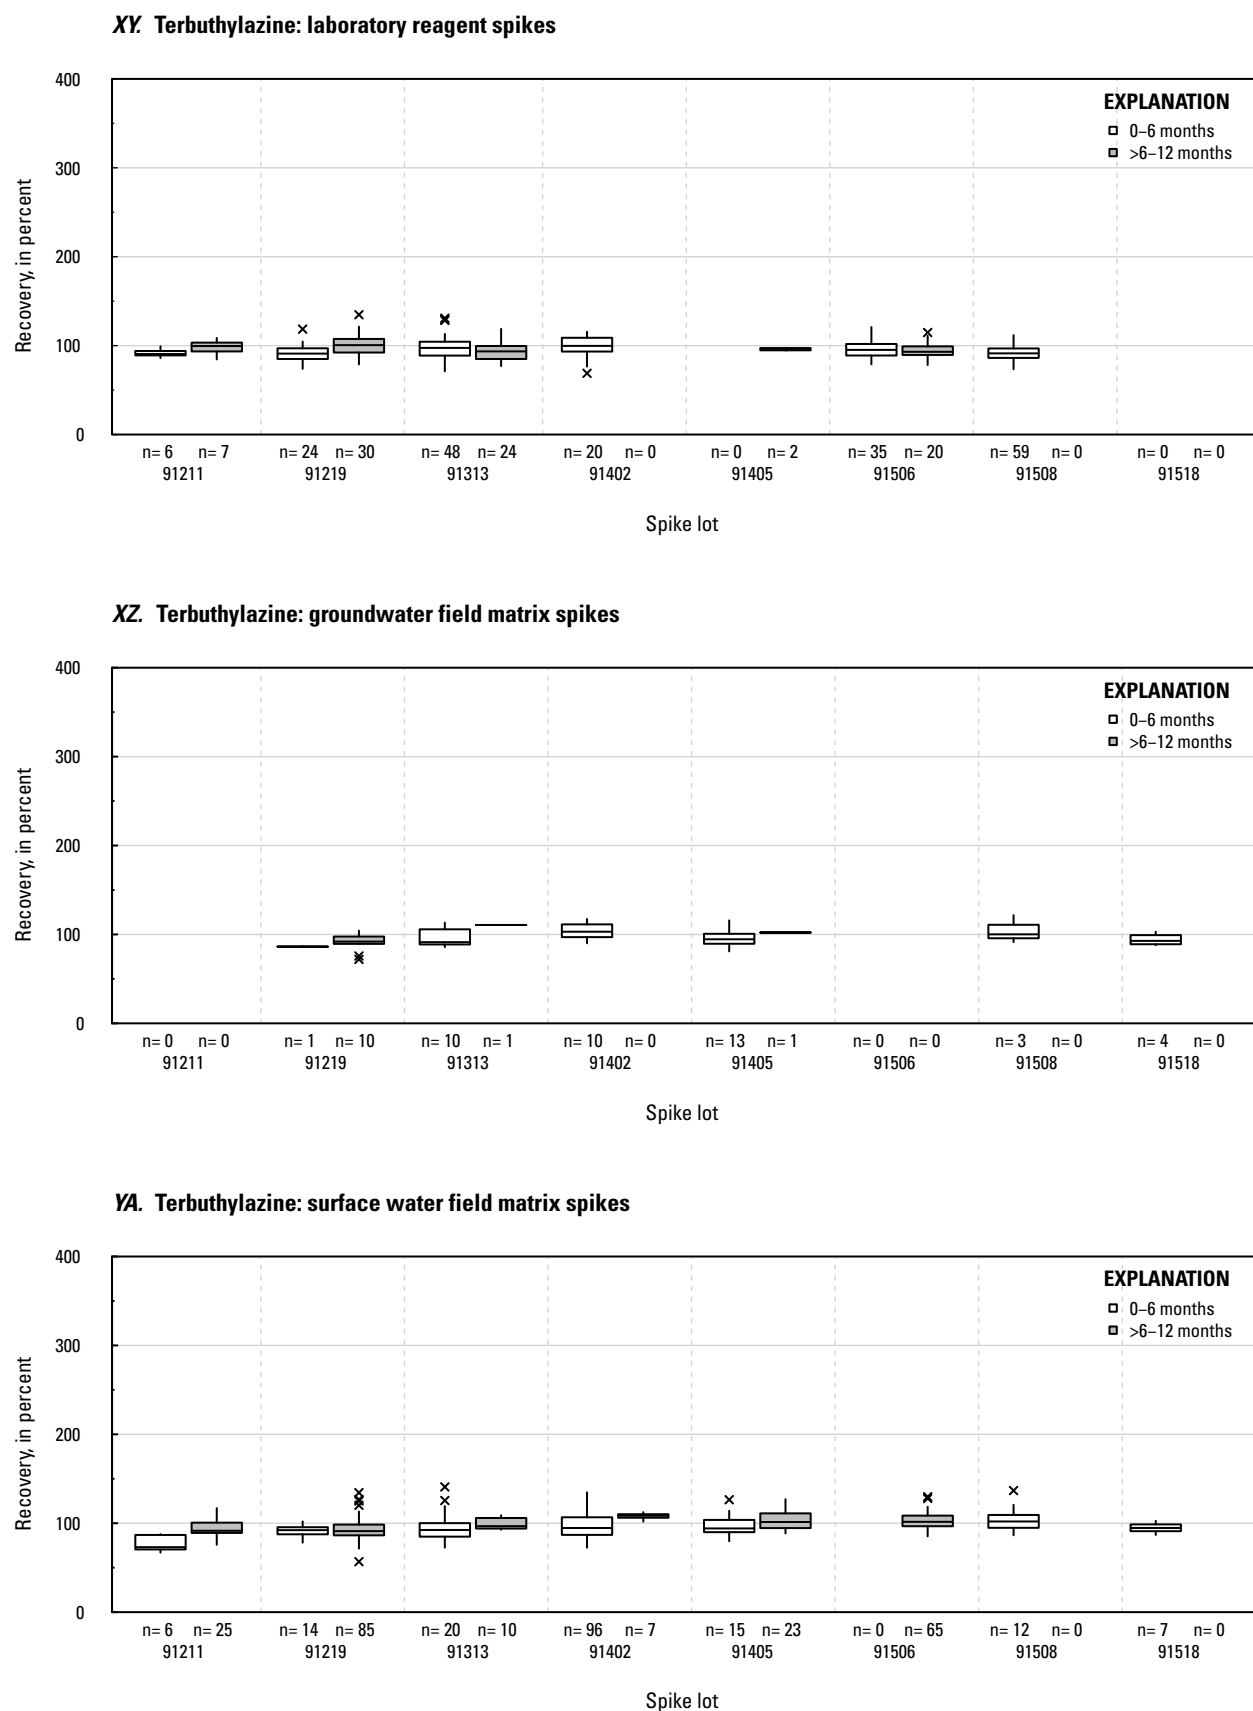 XY. Terbuthylazine: laboratory reagent spikes
400
300
200
100
0
Recovery, in percent
EXPLANATION
0–6 months
>6–12 months
n= 6 n= 7 n= 24 n= 30 n= 48 n= 24 n= 20 n= 0 n= 0 n= 2 n= 35 n= 20 n= 59 n= 0 n= 0 n= 0
91211 91219 91313 91402 91405 91506 91508 91518
Spike lot
XZ. Terbuthylazine: groundwater field matrix spikes
400
300
200
100
0
Recovery, in percent
EXPLANATION
0–6 months
>6–12 months
n= 0 n= 0 n= 1 n= 10 n= 10 n= 1 n= 10 n= 0 n= 13 n= 1 n= 0 n= 0 n= 3 n= 0 n= 4 n= 0
91211 91219 91313 91402 91405 91506 91508 91518
Spike lot
YA. Terbuthylazine: surface water field matrix spikes
400
300
200
100
0
Recovery, in percent
EXPLANATION
0–6 months
>6–12 months
n= 6 n= 25 n= 14 n= 85 n= 20 n= 10 n= 96 n= 7 n= 15 n= 23 n= 0 n= 65 n= 12 n= 0 n= 7 n= 0
91211 91219 91313 91402 91405 91506 91508 91518
Spike lot